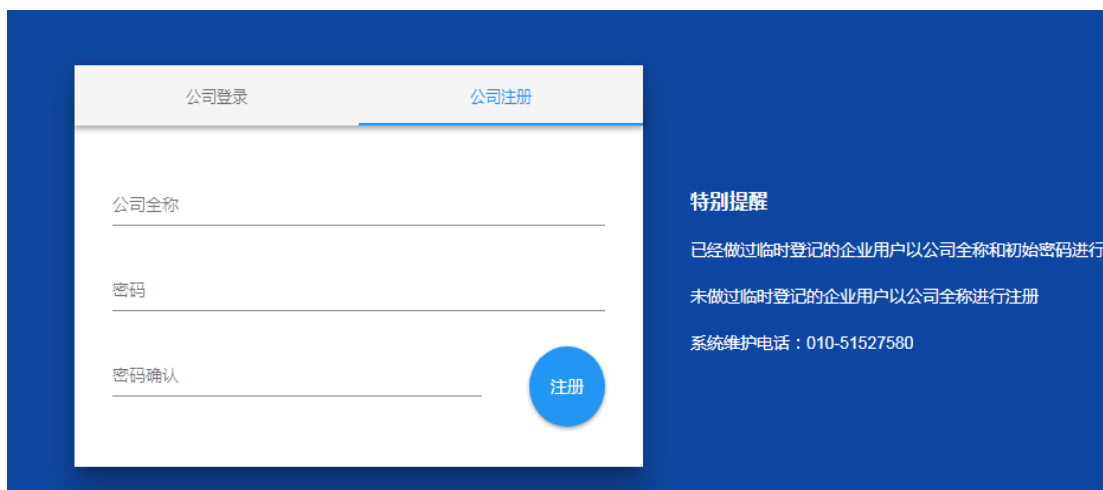 公司登录
公司注册
公司全称
密码
密码确认
注册
特别提醒
已经做过临时登记的企业用户以公司全称和初始密码进行
未做过临时登记的企业用户以公司全称进行注册
系统维护电话：010-51527580